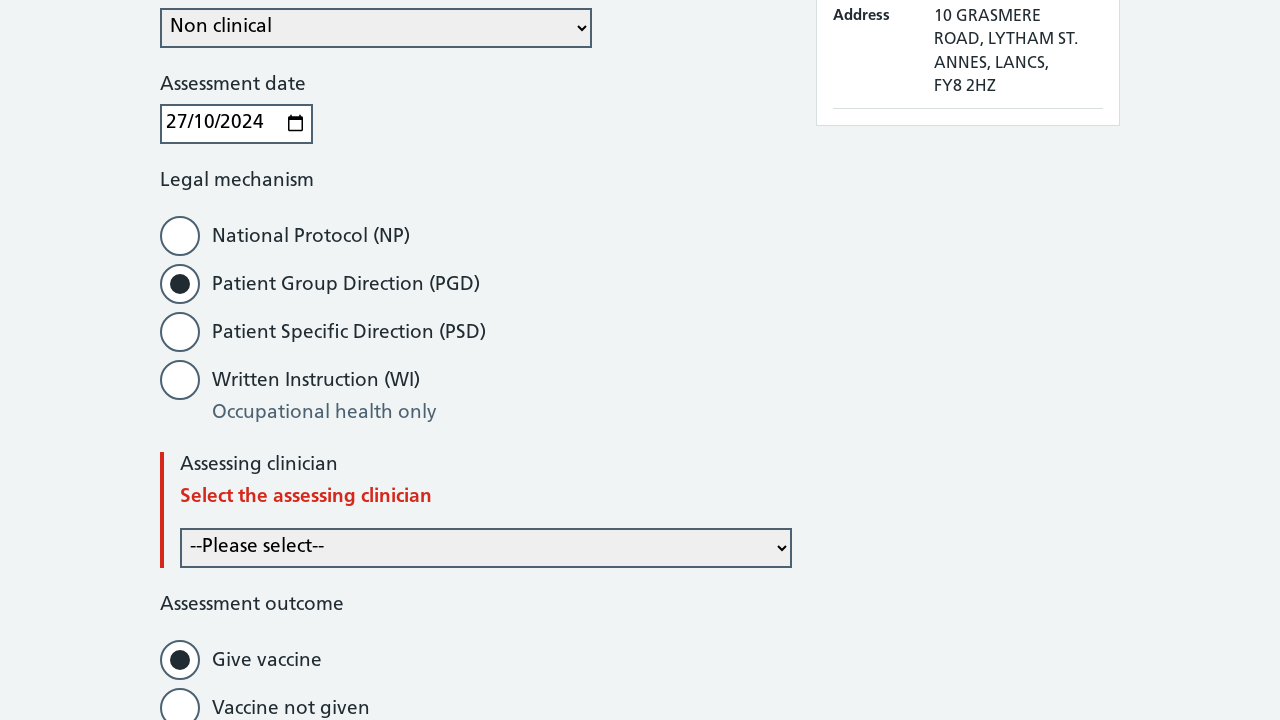 Non clinical
Assessment date
27/10/2024
Legal mechanism
National Protocol (NP)
Patient Group Direction (PGD)
Patient Specific Direction (PSD)
Written Instruction (WI)
Occupational health only
Assessing clinician
Select the assessing clinician
--Please select--
Assessment outcome
Give vaccine
Vaccine not given
Address
10 GRASMERE
ROAD, LYTHAM ST.
ANNES, LANCS,
FY8 2HZ